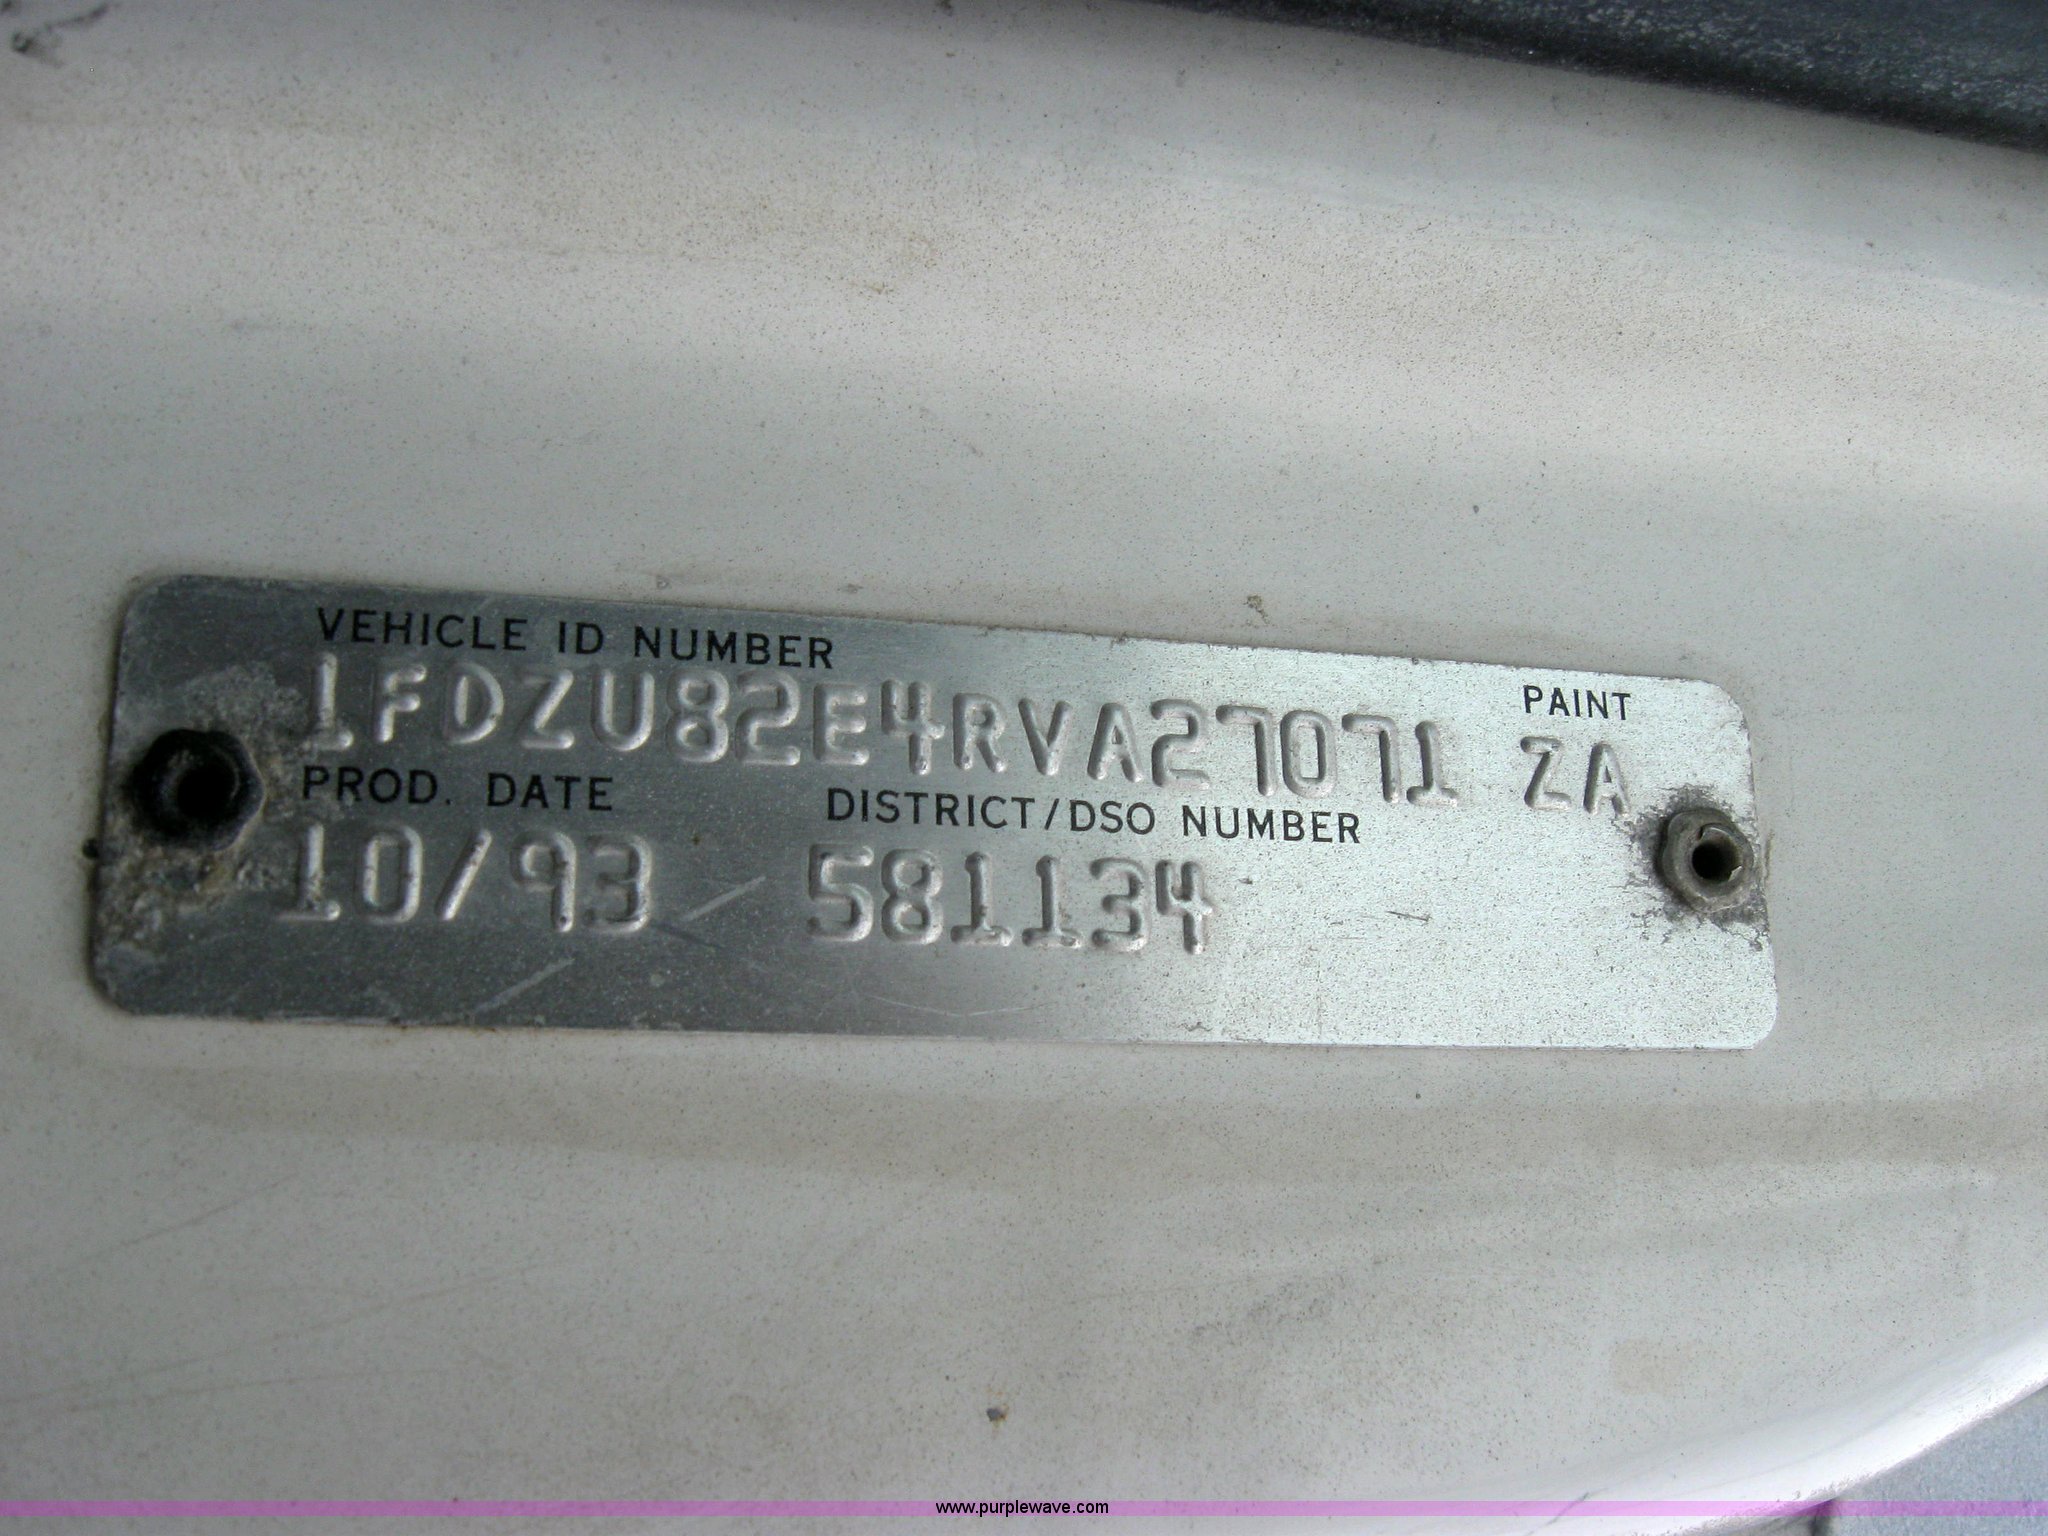 VEHICLE ID NUMBER
1FDZU82E4RVA27071
PAINT
ZA
PROD. DATE
10/93
DISTRICT/DSO NUMBER
581134
www.purplewave.com